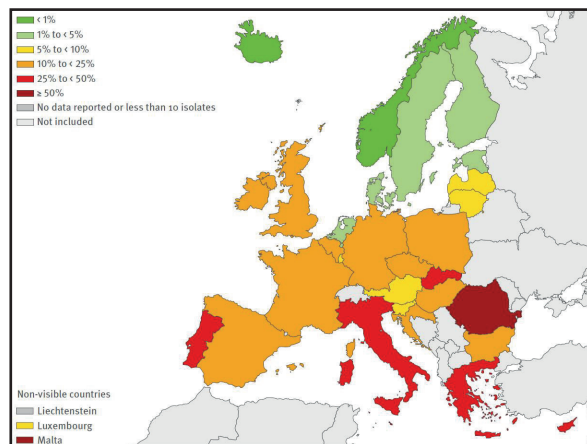 < 1%
1% to < 5%
5% to < 10%
10% to < 25%
25% to < 50%
≥ 50%
No data reported or less than 10 isolates
Not included
Non-visible countries
Liechtenstein
Luxembourg
Malta